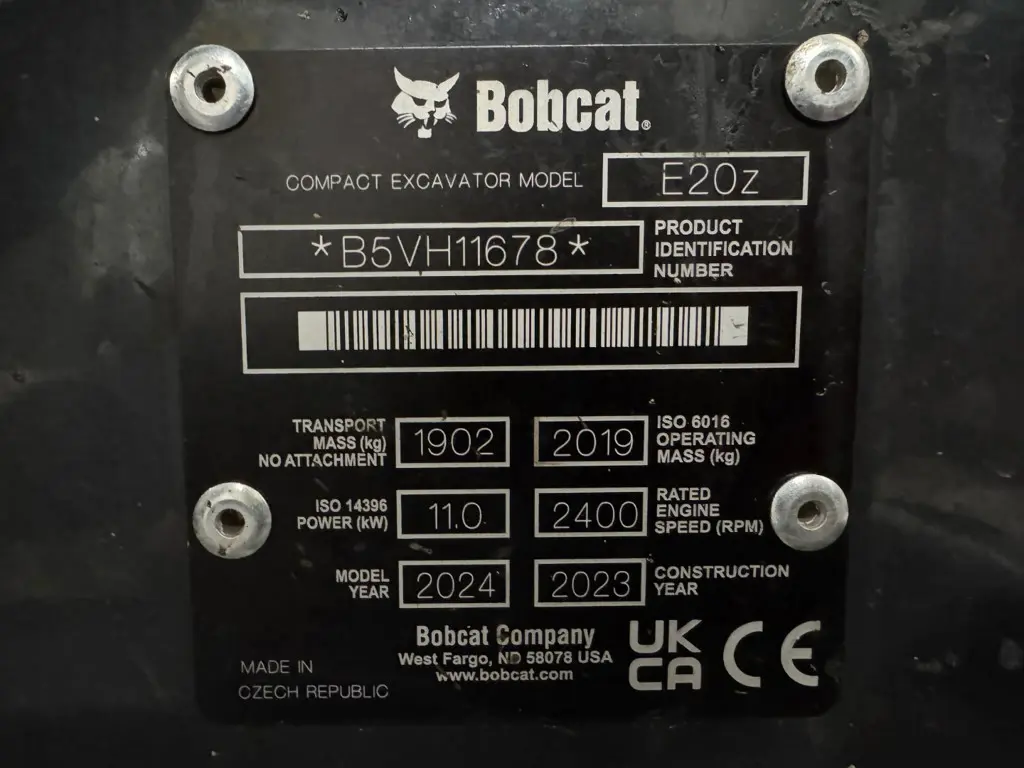 Bobcat®
COMPACT EXCAVATOR MODEL E20z
*B5VH11678*
PRODUCT
IDENTIFICATION
NUMBER
TRANSPORT
MASS (kg)
NO ATTACHMENT
1902
2019
ISO 6016
OPERATING
MASS (kg)
ISO 14396
POWER (kW)
11.0
2400
RATED
ENGINE
SPEED (RPM)
MODEL
YEAR
2024
2023
CONSTRUCTION
YEAR
Bobcat Company
West Fargo, ND 58078 USA
www.bobcat.com
MADE IN
CZECH REPUBLIC
UK
CA
CE